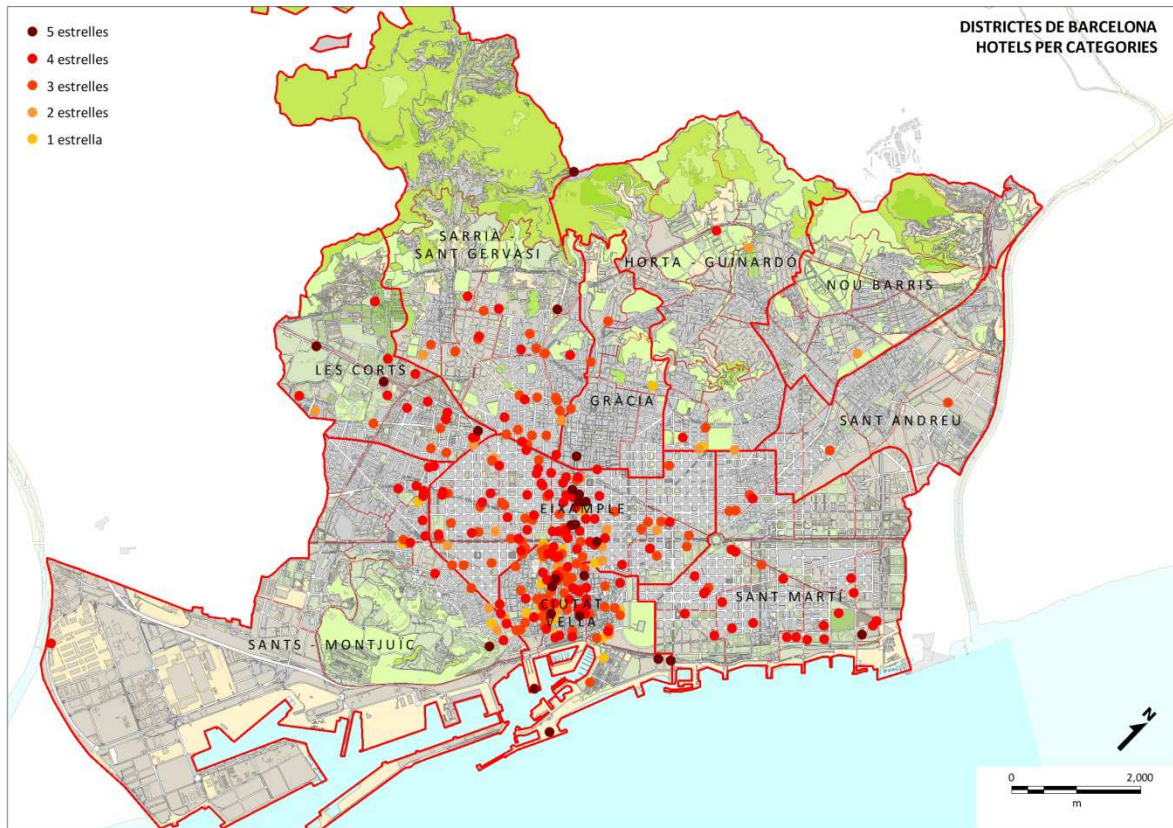 DISTRICTES DE BARCELONA
HOTELS PER CATEGORIES
5 estrelles
4 estrelles
3 estrelles
2 estrelles
1 estrella
SARRIÀ
SANT GERVASI
HORTA - GUINARDÓ
NOU BARRIS
LES CORTS
GRÀCIA
SANT ANDREU
EIXAMPLE
SANT MARTÍ
CIUTAT
VELLA
SANTS - MONTJUÏC
N
0 2,000
m